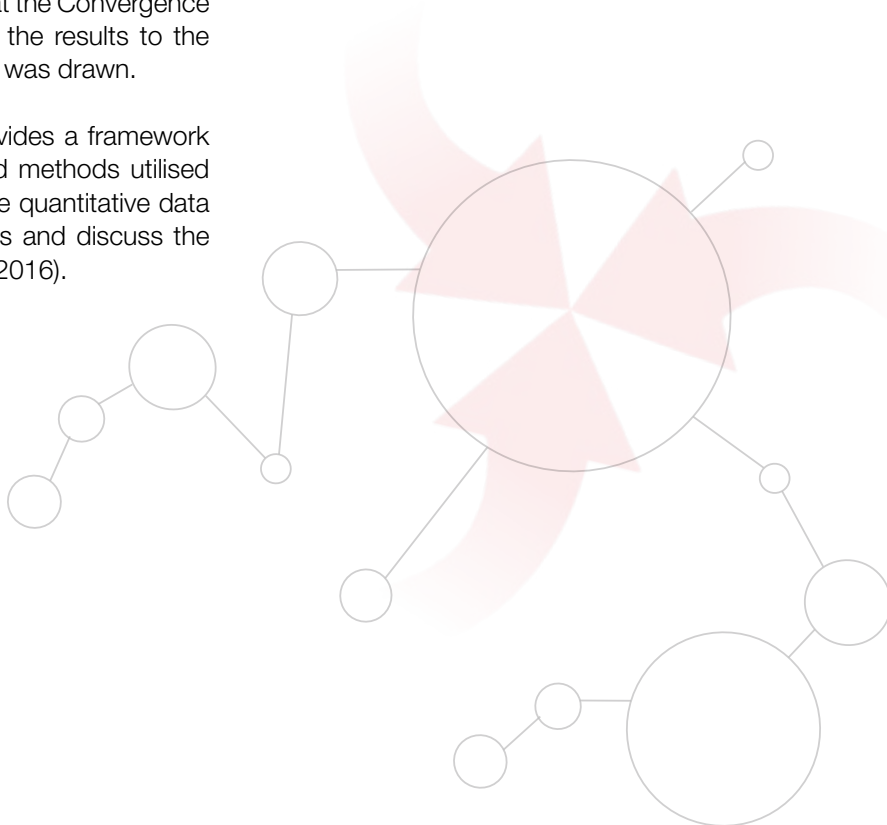 at the Convergence
the results to the
was drawn.
vides a framework
d methods utilised
e quantitative data
s and discuss the
2016).